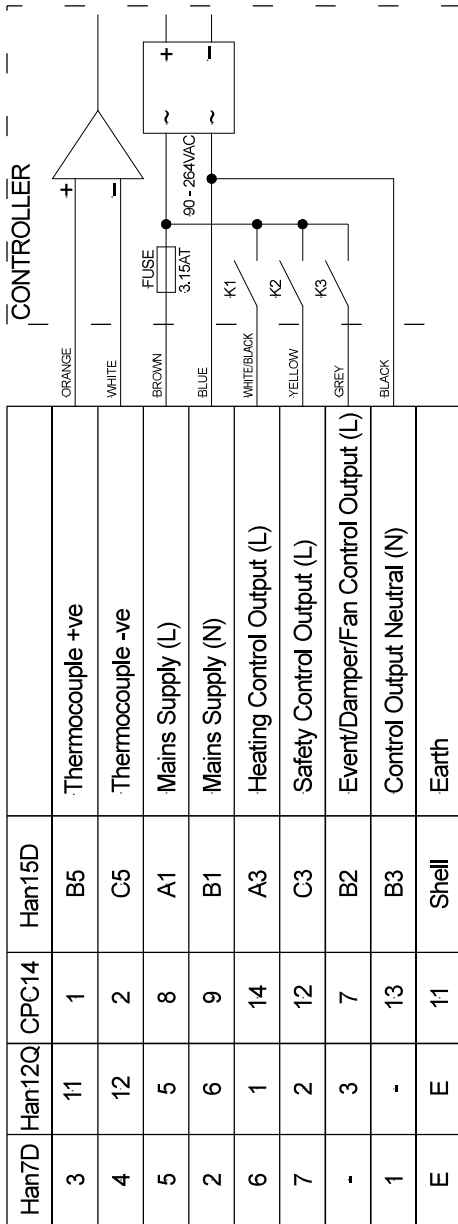 CONTROLLER
Han7D Han12Q CPC14 Han15D
3 11 1 B5 Thermocouple +ve ORANGE +
4 12 2 C5 Thermocouple -ve WHITE -
5 5 8 A1 Mains Supply (L) BROWN FUSE 3.15AT ~ +
2 6 9 B1 Mains Supply (N) BLUE 90 - 264VAC ~ -
6 1 14 A3 Heating Control Output (L) WHITE/BLACK K1
7 2 12 C3 Safety Control Output (L) YELLOW K2
- 3 7 B2 Event/Damper/Fan Control Output (L) GREY K3
1 - 13 B3 Control Output Neutral (N) BLACK
E E 11 Shell Earth